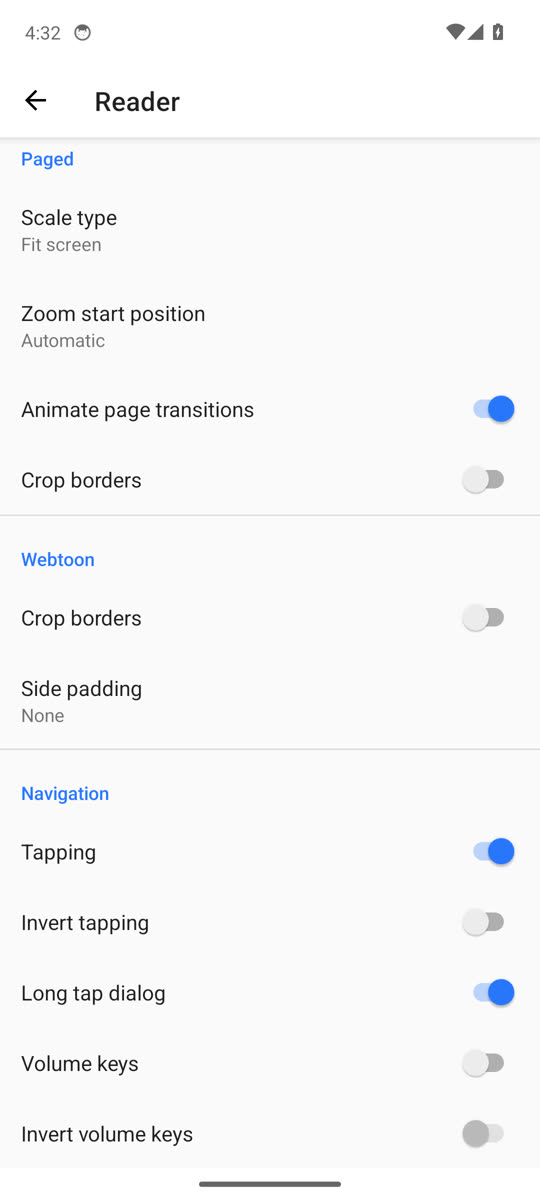 4:32
Reader
Paged
Scale type
Fit screen
Zoom start position
Automatic
Animate page transitions
Crop borders
Webtoon
Crop borders
Side padding
None
Navigation
Tapping
Invert tapping
Long tap dialog
Volume keys
Invert volume keys